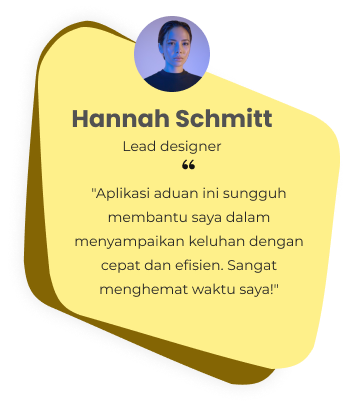 Hannah Schmitt
Lead designer
❝
"Aplikasi aduan ini sungguh
membantu saya dalam
menyampaikan keluhan dengan
cepat dan efisien. Sangat
menghemat waktu saya!"